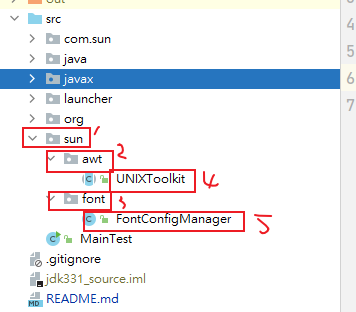 out
src
com.sun
java
javax
launcher
org
sun 1
awt 2
UNIXToolkit 4
font 3
FontConfigManager 5
MainTest
.gitignore
jdk331_source.iml
README.md
3
4
5
6
7